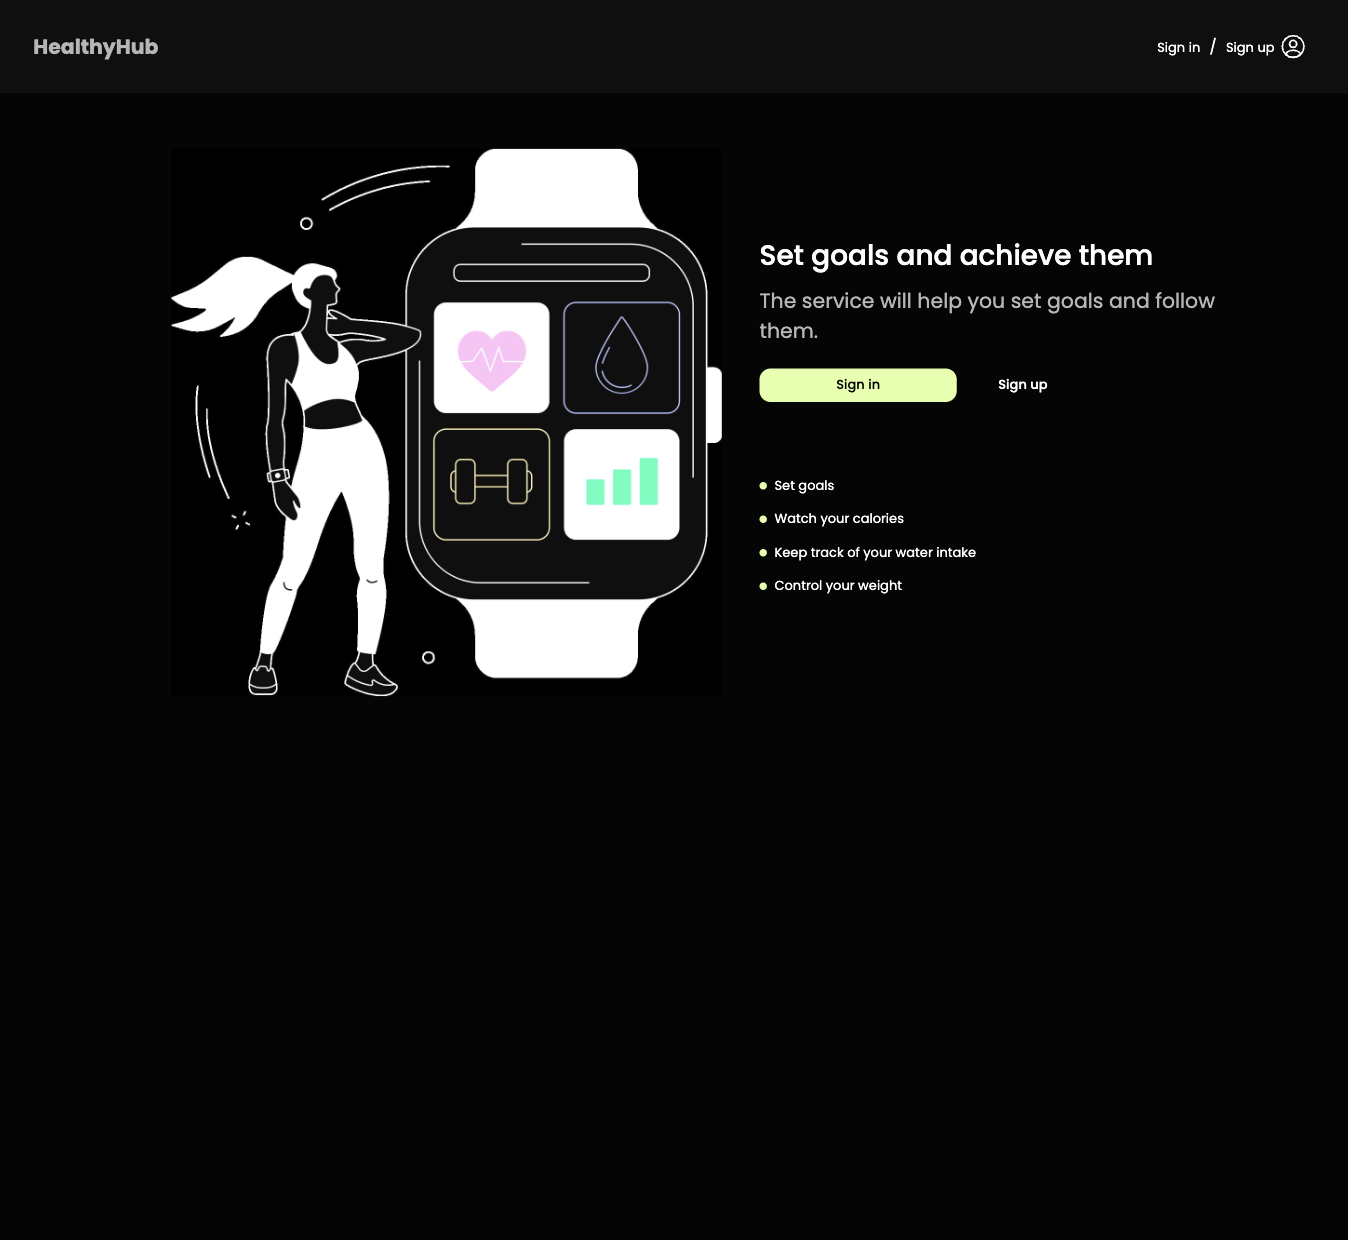 HealthyHub
Sign in / Sign up
Set goals and achieve them
The service will help you set goals and follow
them.
Sign in
Sign up
Set goals
Watch your calories
Keep track of your water intake
Control your weight